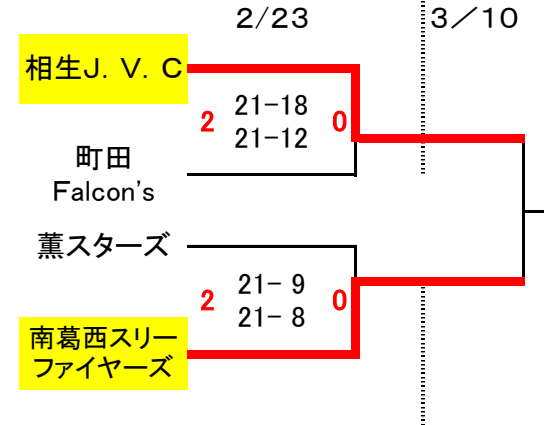 2/23
3／10
相生J. V. C
2
21-18
0
21-12
町田
Falcon's
薫スターズ
2
21- 9
0
21- 8
南葛西スリー
ファイヤーズ